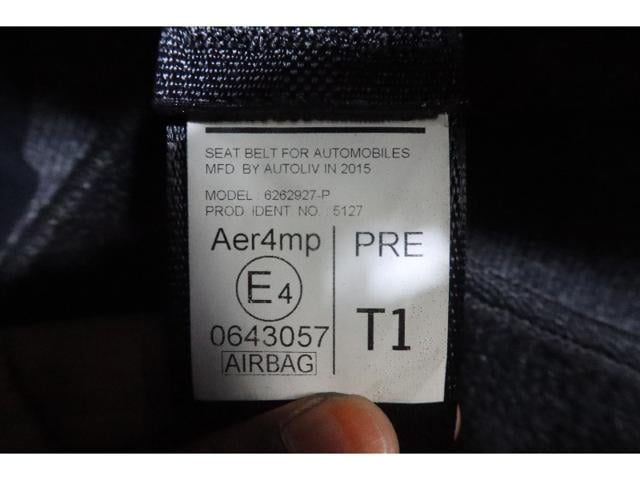 SEAT BELT FOR AUTOMOBILES
MFD BY AUTOLIV IN 2015
MODEL : 6262927-P
PROD. IDENT NO. : 5127
Aer4mp
E4
0643057
AIRBAG
PRE
T1